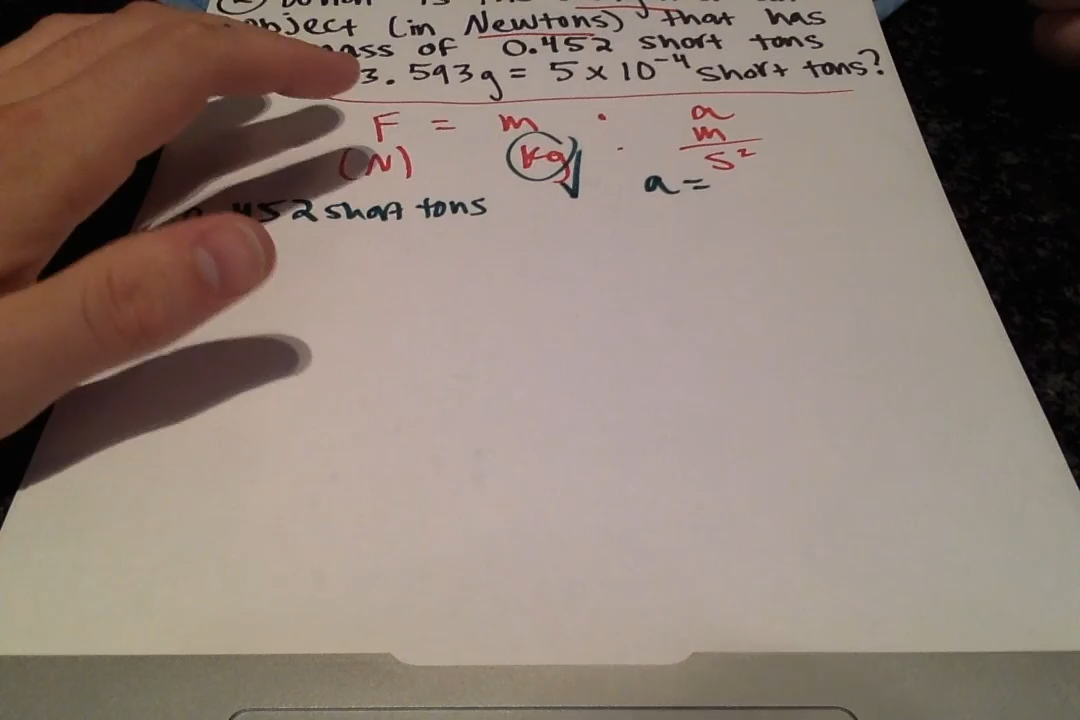 object (in Newtons) that has
mass of 0.452 short tons
3.593g = 5 x 10⁻⁴ short tons?
F = m · a
(N) kg · m/s²
a =
.452 short tons